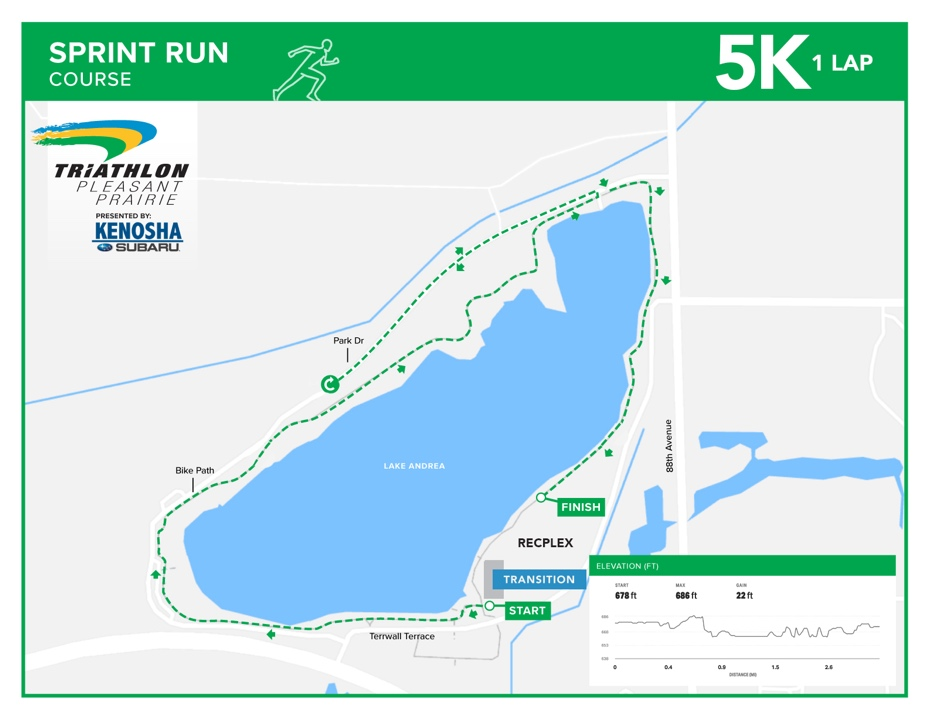 SPRINT RUN
COURSE
5K 1 LAP
TRiATHLON
PLEASANT
PRAIRIE
PRESENTED BY:
KENOSHA
SUBARU
Park Dr
Bike Path
LAKE ANDREA
88th Avenue
FINISH
RECPLEX
TRANSITION
START
Terrwall Terrace
ELEVATION (FT)
START MAX GAIN
678 ft 686 ft 22 ft
0 0.4 0.9 1.5 2.6
DISTANCE (MI)